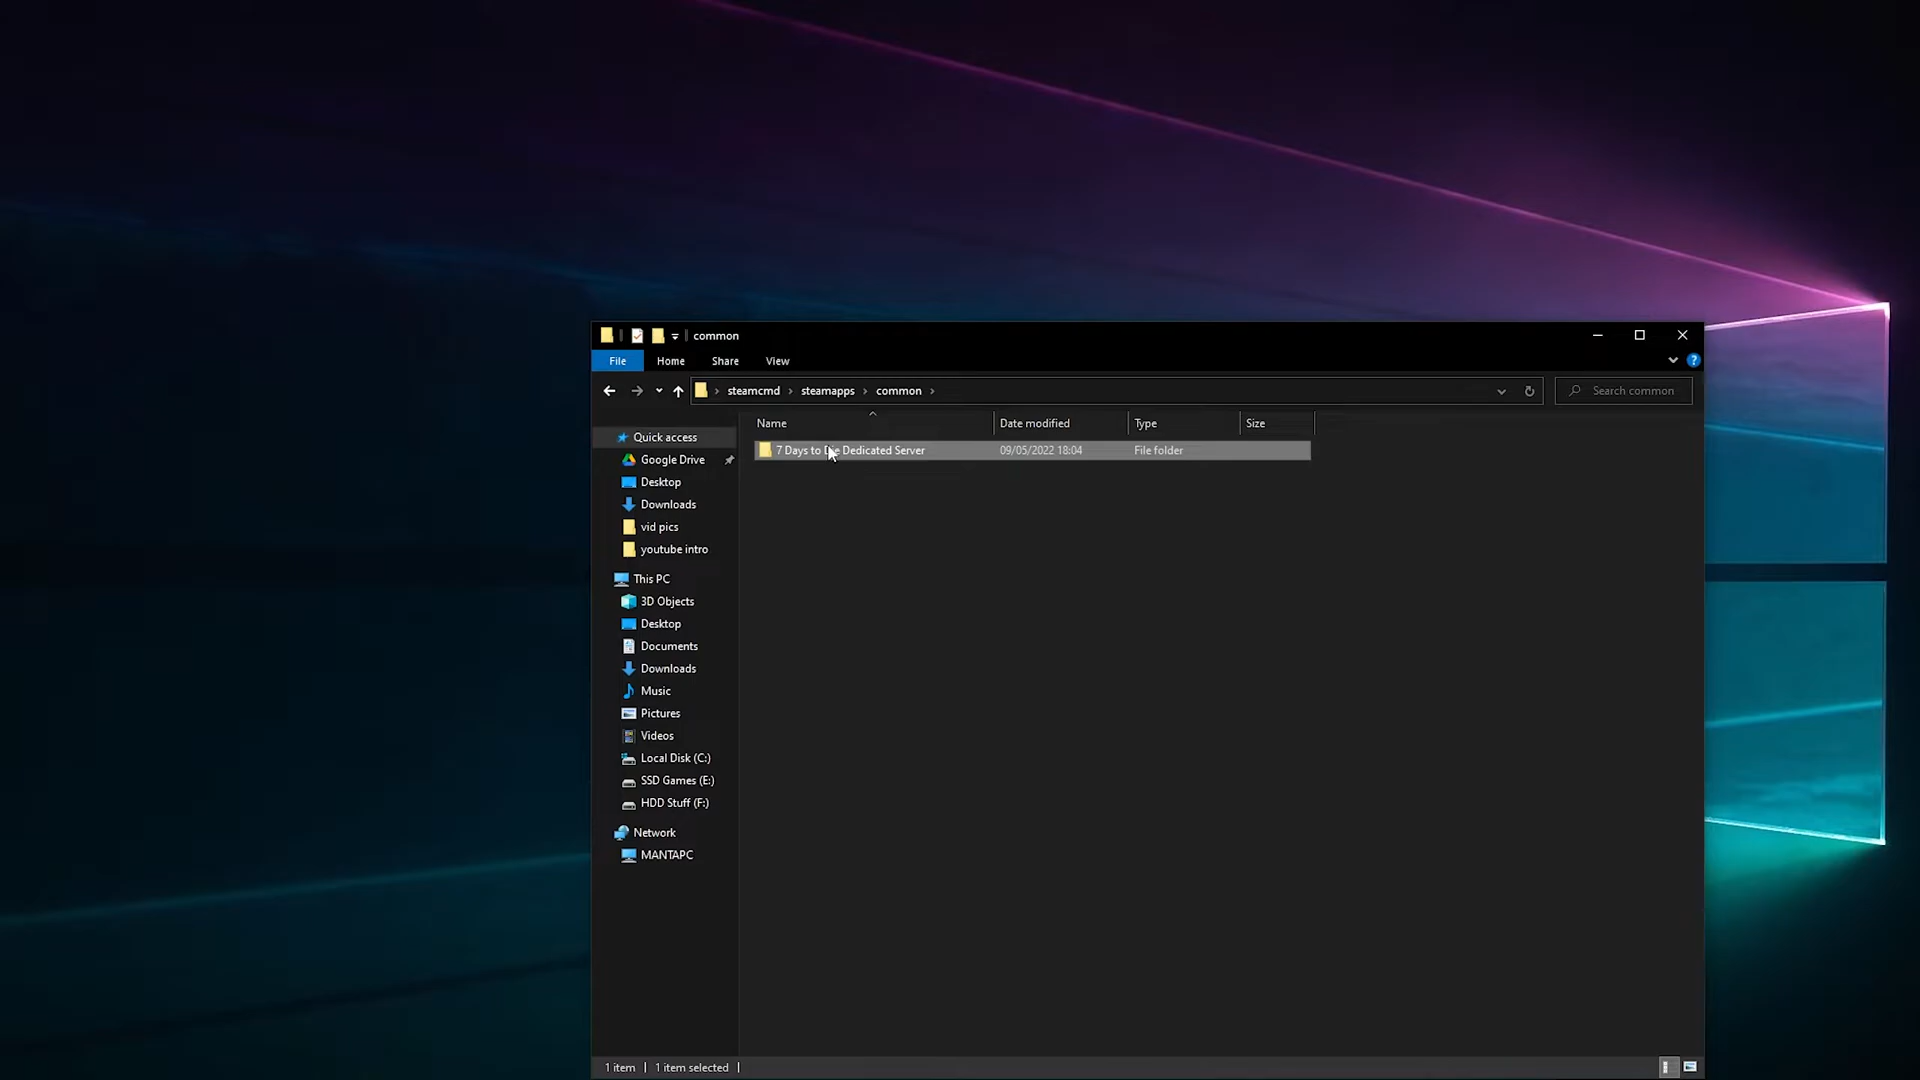 common
File Home Share View
steamcmd steamapps common
Search common
Name Date modified Type Size
7 Days to Die Dedicated Server 09/05/2022 18:04 File folder
Quick access
Google Drive
Desktop
Downloads
vid pics
youtube intro
This PC
3D Objects
Desktop
Documents
Downloads
Music
Pictures
Videos
Local Disk (C:)
SSD Games (E:)
HDD Stuff (F:)
Network
MANTAPC
1 item 1 item selected